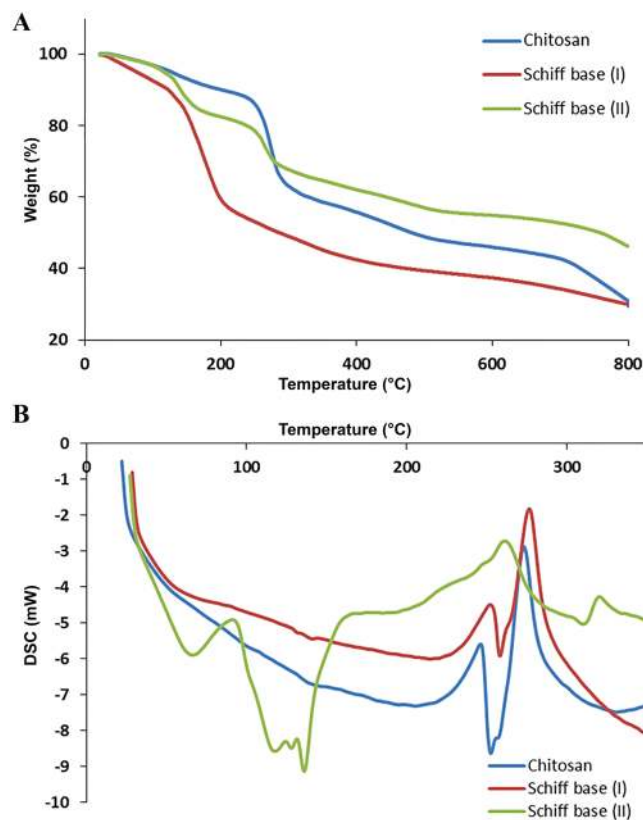 A
Chitosan
Schiff base (I)
Schiff base (II)
Weight (%)
100
80
60
40
20
0
200
400
600
800
Temperature (°C)
B
Temperature (°C)
0
100
200
300
DSC (mW)
0
-1
-2
-3
-4
-5
-6
-7
-8
-9
-10
Chitosan
Schiff base (I)
Schiff base (II)